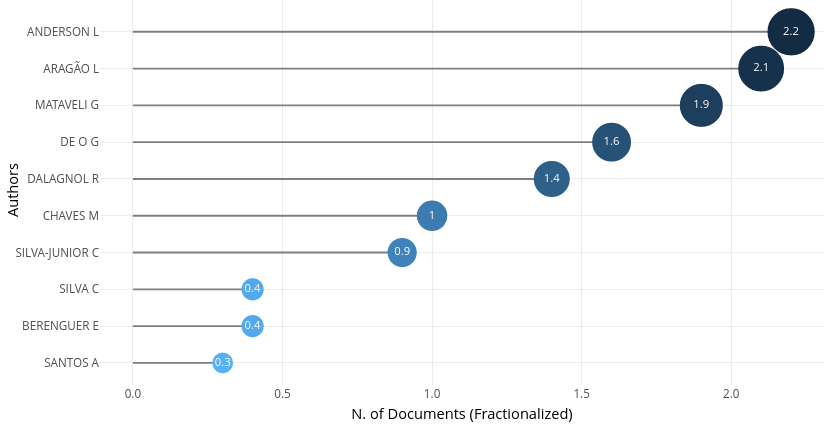 Authors
ANDERSON L 2.2
ARAGÃO L 2.1
MATAVELI G 1.9
DE O G 1.6
DALAGNOL R 1.4
CHAVES M 1
SILVA-JUNIOR C 0.9
SILVA C 0.4
BERENGUER E 0.4
SANTOS A 0.3
0.0 0.5 1.0 1.5 2.0
N. of Documents (Fractionalized)